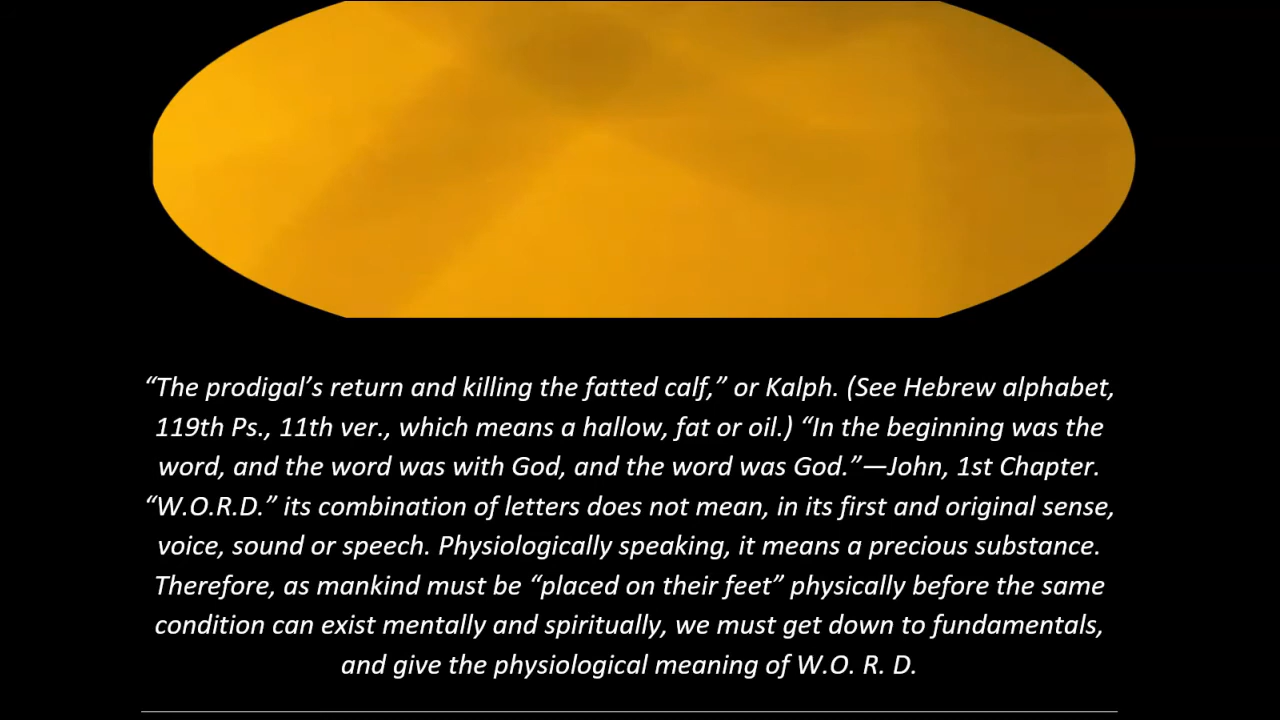 “The prodigal’s return and killing the fatted calf,” or Kalph. (See Hebrew alphabet,
119th Ps., 11th ver., which means a hallow, fat or oil.) “In the beginning was the
word, and the word was with God, and the word was God.”—John, 1st Chapter.
“W.O.R.D.” its combination of letters does not mean, in its first and original sense,
voice, sound or speech. Physiologically speaking, it means a precious substance.
Therefore, as mankind must be “placed on their feet” physically before the same
condition can exist mentally and spiritually, we must get down to fundamentals,
and give the physiological meaning of W.O. R. D.